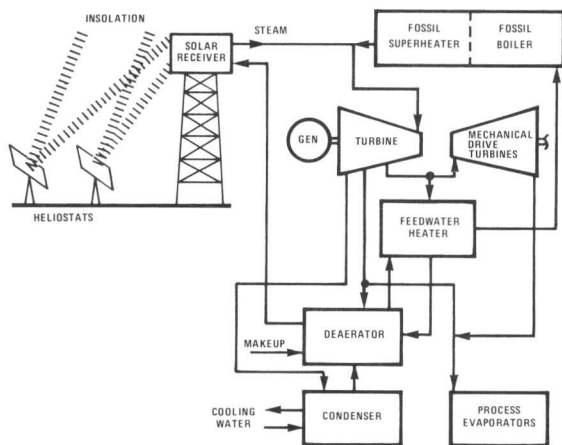 INSOLATION
STEAM
SOLAR
RECEIVER
FOSSIL
SUPERHEATER
FOSSIL
BOILER
GEN
TURBINE
MECHANICAL
DRIVE
TURBINES
HELIOSTATS
FEEDWATER
HEATER
DEAERATOR
MAKEUP
COOLING
WATER
CONDENSER
PROCESS
EVAPORATORS